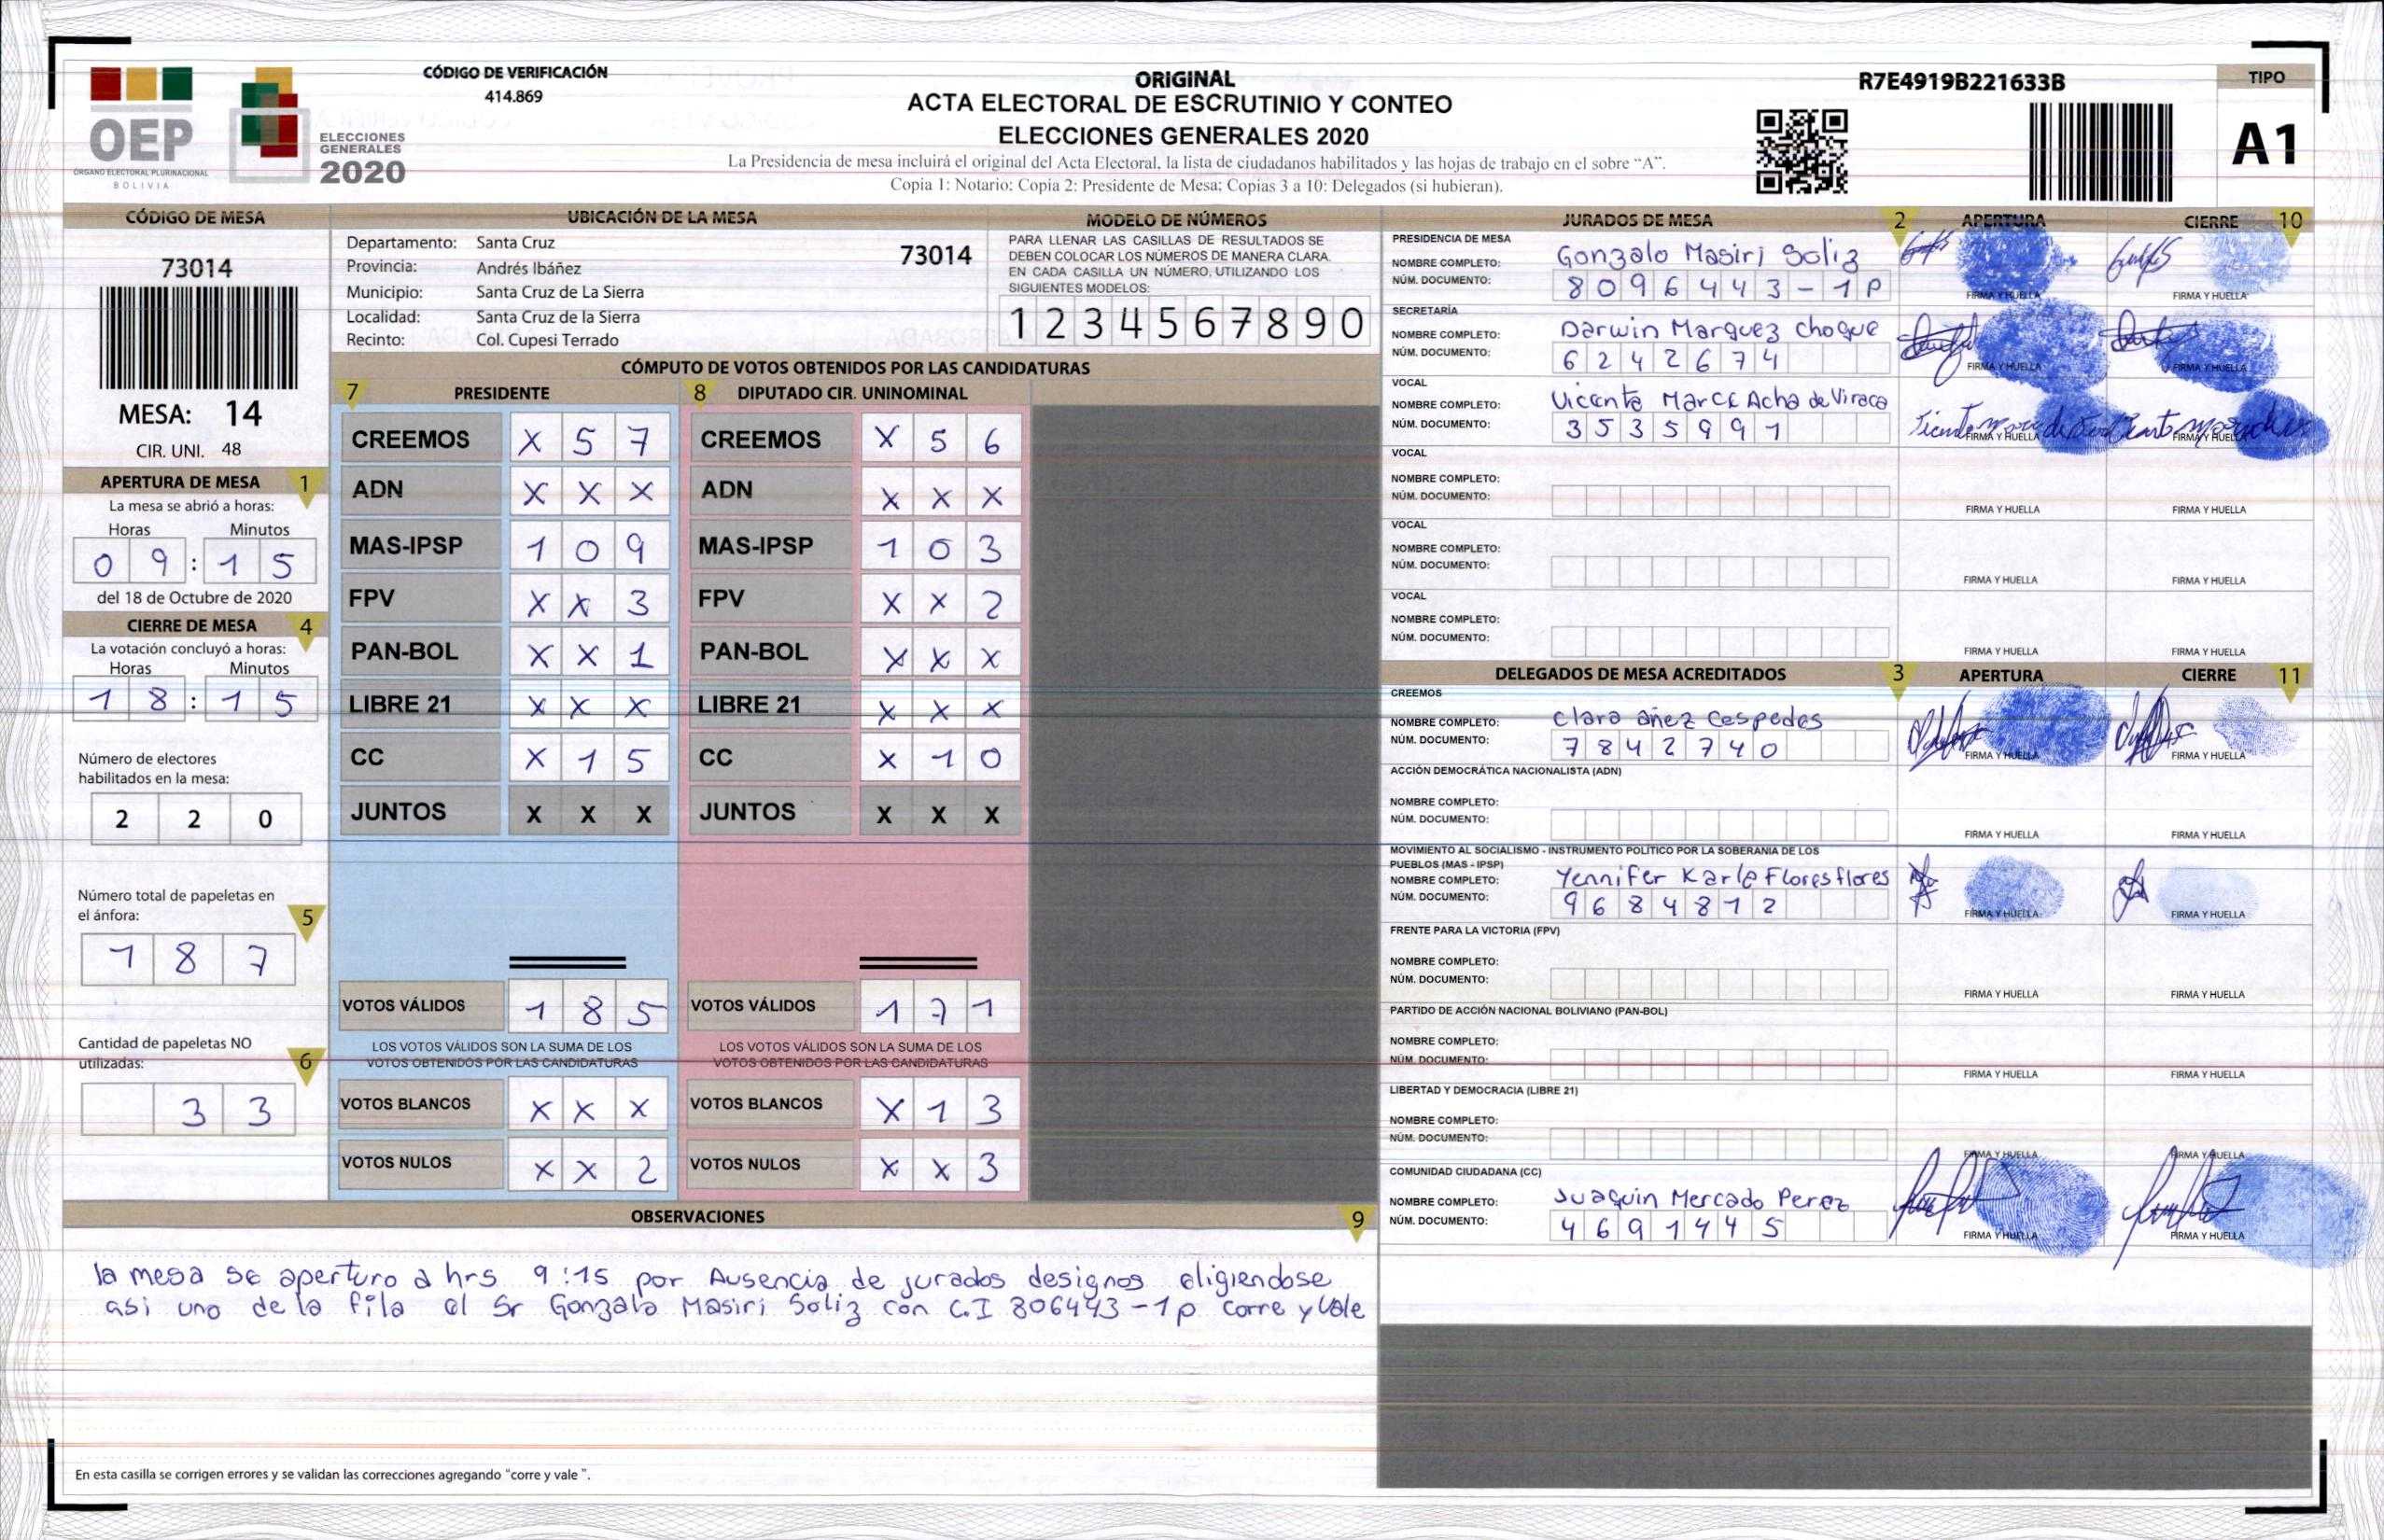 CÓDIGO DE VERIFICACIÓN
414.869
OEP
ÓRGANO ELECTORAL PLURINACIONAL
BOLIVIA
ELECCIONES
GENERALES
2020
ORIGINAL
ACTA ELECTORAL DE ESCRUTINIO Y CONTEO
ELECCIONES GENERALES 2020
La Presidencia de mesa incluirá el original del Acta Electoral, la lista de ciudadanos habilitados y las hojas de trabajo en el sobre “A”.
Copia 1: Notario; Copia 2: Presidente de Mesa; Copias 3 a 10: Delegados (si hubieran).
R7E4919B221633B
TIPO
A1
CÓDIGO DE MESA
73014
MESA: 14
CIR. UNI. 48
APERTURA DE MESA 1
La mesa se abrió a horas:
Horas Minutos
0 9 : 1 5
del 18 de Octubre de 2020
CIERRE DE MESA 4
La votación concluyó a horas:
Horas Minutos
1 8 : 1 5
Número de electores
habilitados en la mesa:
2 2 0
Número total de papeletas en
el ánfora: 5
1 8 7
Cantidad de papeletas NO
utilizadas: 6
3 3
UBICACIÓN DE LA MESA
Departamento: Santa Cruz 73014
Provincia: Andrés Ibáñez
Municipio: Santa Cruz de La Sierra
Localidad: Santa Cruz de la Sierra
Recinto: Col. Cupesi Terrado
MODELO DE NÚMEROS
PARA LLENAR LAS CASILLAS DE RESULTADOS SE
DEBEN COLOCAR LOS NÚMEROS DE MANERA CLARA.
EN CADA CASILLA UN NÚMERO, UTILIZANDO LOS
SIGUIENTES MODELOS:
1 2 3 4 5 6 7 8 9 0
CÓMPUTO DE VOTOS OBTENIDOS POR LAS CANDIDATURAS
7 PRESIDENTE 8 DIPUTADO CIR. UNINOMINAL
CREEMOS X 5 7 CREEMOS X 5 6
ADN X X X ADN X X X
MAS-IPSP 1 0 9 MAS-IPSP 1 0 3
FPV X X 3 FPV X X 2
PAN-BOL X X 1 PAN-BOL X X X
LIBRE 21 X X X LIBRE 21 X X X
CC X 1 5 CC X 1 0
JUNTOS X X X JUNTOS X X X
VOTOS VÁLIDOS 1 8 5 VOTOS VÁLIDOS 1 7 1
LOS VOTOS VÁLIDOS SON LA SUMA DE LOS LOS VOTOS VÁLIDOS SON LA SUMA DE LOS
VOTOS OBTENIDOS POR LAS CANDIDATURAS VOTOS OBTENIDOS POR LAS CANDIDATURAS
VOTOS BLANCOS X X X VOTOS BLANCOS X 1 3
VOTOS NULOS X X 2 VOTOS NULOS X X 3
OBSERVACIONES 9
la mesa se aperturo a hrs 9:15 por Ausencia de jurados designos eligiendose
asi uno de la fila el Sr Gonzalo Masiri Soliz con C.I 806443-1p corre y vale
En esta casilla se corrigen errores y se validan las correcciones agregando “corre y vale ”.
JURADOS DE MESA 2 APERTURA CIERRE 10
PRESIDENCIA DE MESA
NOMBRE COMPLETO: Gonzalo Masiri Soliz
NÚM. DOCUMENTO: 8096443-1P
FIRMA Y HUELLA FIRMA Y HUELLA
SECRETARÍA
NOMBRE COMPLETO: Darwin Marquez choque
NÚM. DOCUMENTO: 6242674
FIRMA Y HUELLA FIRMA Y HUELLA
VOCAL
NOMBRE COMPLETO: Vicenta Marce Acha de Viraca
NÚM. DOCUMENTO: 3535991
FIRMA Y HUELLA FIRMA Y HUELLA
VOCAL
NOMBRE COMPLETO:
NÚM. DOCUMENTO:
FIRMA Y HUELLA FIRMA Y HUELLA
VOCAL
NOMBRE COMPLETO:
NÚM. DOCUMENTO:
FIRMA Y HUELLA FIRMA Y HUELLA
VOCAL
NOMBRE COMPLETO:
NÚM. DOCUMENTO:
FIRMA Y HUELLA FIRMA Y HUELLA
DELEGADOS DE MESA ACREDITADOS 3 APERTURA CIERRE 11
CREEMOS
NOMBRE COMPLETO: Clara añez Cespedes
NÚM. DOCUMENTO: 7842740
FIRMA Y HUELLA FIRMA Y HUELLA
ACCIÓN DEMOCRÁTICA NACIONALISTA (ADN)
NOMBRE COMPLETO:
NÚM. DOCUMENTO:
FIRMA Y HUELLA FIRMA Y HUELLA
MOVIMIENTO AL SOCIALISMO - INSTRUMENTO POLÍTICO POR LA SOBERANIA DE LOS
PUEBLOS (MAS - IPSP)
NOMBRE COMPLETO: Yennifer Karla Flores flores
NÚM. DOCUMENTO: 9684812
FIRMA Y HUELLA FIRMA Y HUELLA
FRENTE PARA LA VICTORIA (FPV)
NOMBRE COMPLETO:
NÚM. DOCUMENTO:
FIRMA Y HUELLA FIRMA Y HUELLA
PARTIDO DE ACCIÓN NACIONAL BOLIVIANO (PAN-BOL)
NOMBRE COMPLETO:
NÚM. DOCUMENTO:
FIRMA Y HUELLA FIRMA Y HUELLA
LIBERTAD Y DEMOCRACIA (LIBRE 21)
NOMBRE COMPLETO:
NÚM. DOCUMENTO:
FIRMA Y HUELLA FIRMA Y HUELLA
COMUNIDAD CIUDADANA (CC)
NOMBRE COMPLETO: Juaquin Mercado Perez
NÚM. DOCUMENTO: 4691445
FIRMA Y HUELLA FIRMA Y HUELLA